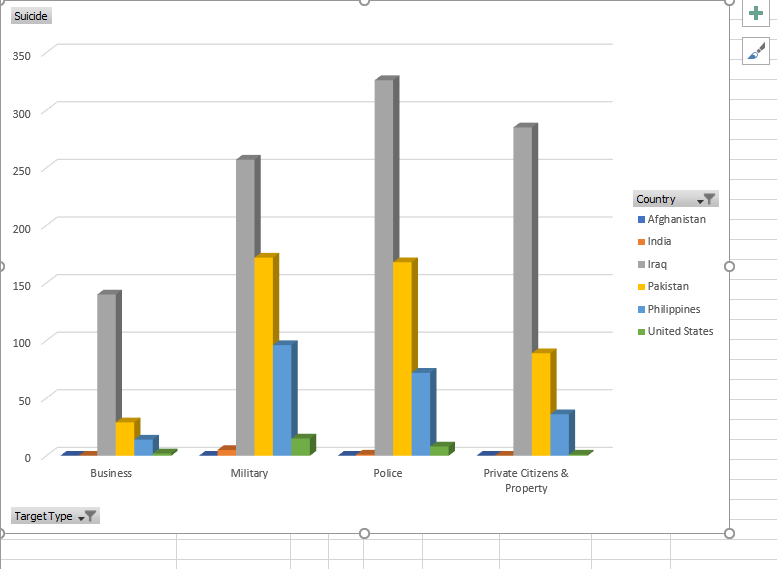 Suicide
350
300
250
200
150
100
50
0
Business
Military
Police
Private Citizens &
Property
Country
Afghanistan
India
Iraq
Pakistan
Philippines
United States
Target Type